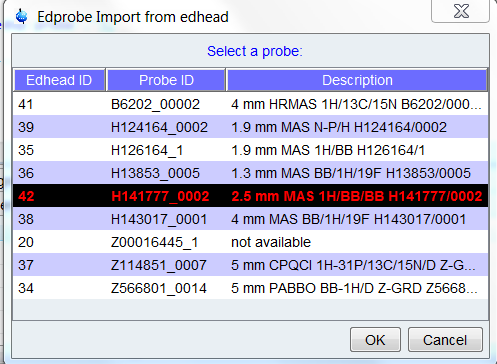 Edprobe Import from edhead
Select a probe:
Edhead ID Probe ID Description
41 B6202_00002 4 mm HRMAS 1H/13C/15N B6202/000...
39 H124164_0002 1.9 mm MAS N-P/H H124164/0002
35 H126164_1 1.9 mm MAS 1H/BB H126164/1
36 H13853_0005 1.3 mm MAS BB/1H/19F H13853/0005
42 H141777_0002 2.5 mm MAS 1H/BB/BB H141777/0002
38 H143017_0001 4 mm MAS BB/1H/19F H143017/0001
20 Z00016445_1 not available
37 Z114851_0007 5 mm CPQCI 1H-31P/13C/15N/D Z-G...
34 Z566801_0014 5 mm PABBO BB-1H/D Z-GRD Z5668...
OK Cancel